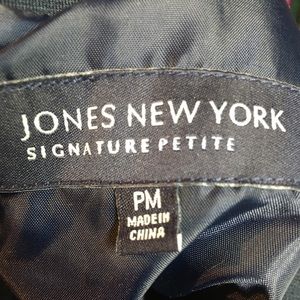 JONES NEW YORK
SIGNATURE PETITE
PM
MADE IN
CHINA